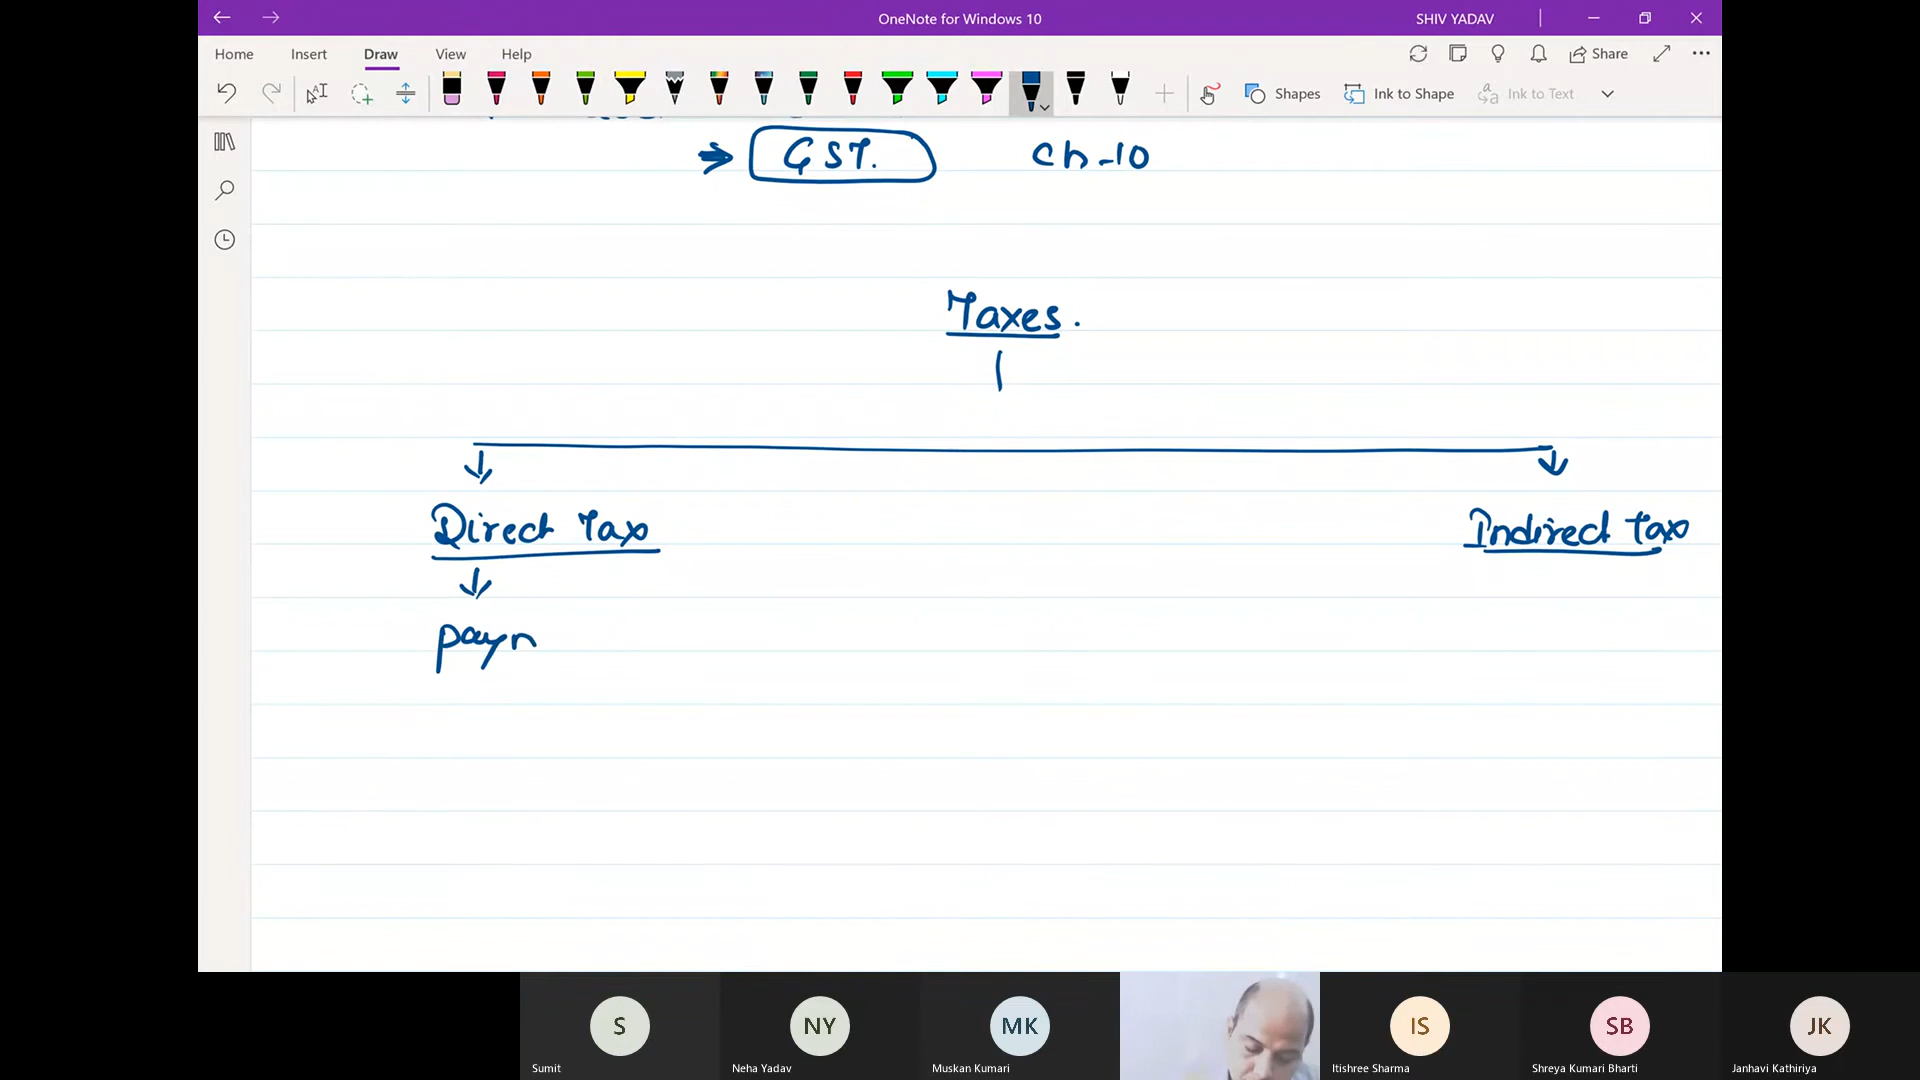 OneNote for Windows 10
SHIV YADAV
Home Insert Draw View Help
Share
Shapes
Ink to Shape
Ink to Text
GST. Ch-10
Taxes.
Direct Tax
Indirect tax
payn
S
NY
MK
IS
SB
JK
Sumit
Neha Yadav
Muskan Kumari
Itishree Sharma
Shreya Kumari Bharti
Janhavi Kathiriya